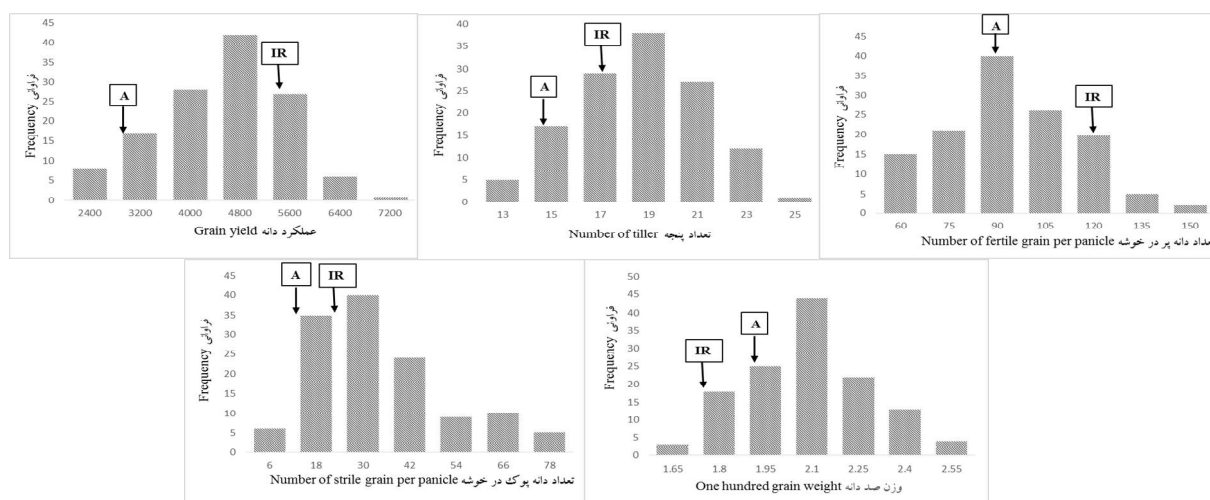 45
40
35
30
25
20
15
10
5
0
فراوانی Frequency
A
IR
2400 3200 4000 4800 5600 6400 7200
Grain yield عملکرد دانه
40
35
30
25
20
15
10
5
0
فراوانی Frequency
A
IR
13 15 17 19 21 23 25
Number of tiller تعداد پنجه
45
40
35
30
25
20
15
10
5
0
فراوانی Frequency
A
IR
60 75 90 105 120 135 150
Number of fertile grain per panicle عداد دانه پر در خوشه
45
40
35
30
25
20
15
10
5
0
فراوانی Frequency
A
IR
6 18 30 42 54 66 78
Number of strile grain per panicle تعداد دانه پوک در خوشه
50
45
40
35
30
25
20
15
10
5
0
فراوانی Frequency
IR
A
1.65 1.8 1.95 2.1 2.25 2.4 2.55
One hundred grain weight وزن صد دانه